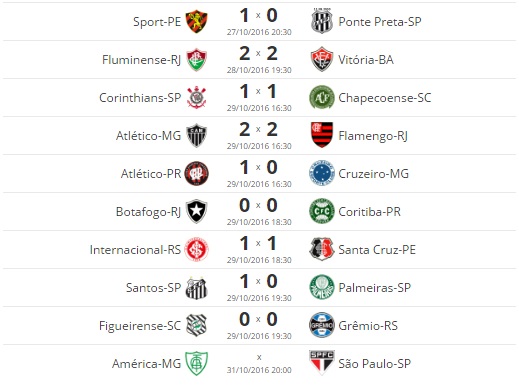 Sport-PE 1 x 0 Ponte Preta-SP
27/10/2016 20:30
Fluminense-RJ 2 x 2 Vitória-BA
28/10/2016 19:30
Corinthians-SP 1 x 1 Chapecoense-SC
29/10/2016 16:30
Atlético-MG 2 x 2 Flamengo-RJ
29/10/2016 16:30
Atlético-PR 1 x 0 Cruzeiro-MG
29/10/2016 16:30
Botafogo-RJ 0 x 0 Coritiba-PR
29/10/2016 18:30
Internacional-RS 1 x 1 Santa Cruz-PE
29/10/2016 18:30
Santos-SP 1 x 0 Palmeiras-SP
29/10/2016 19:30
Figueirense-SC 0 x 0 Grêmio-RS
29/10/2016 19:30
América-MG x São Paulo-SP
31/10/2016 20:00